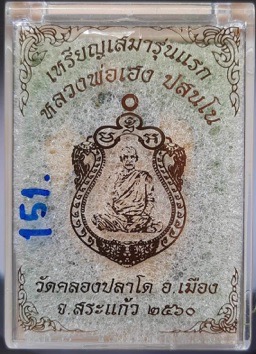 เหรียญเสมารุ่นแรก
หลวงพ่อเฮง ปสนฺโน
151.
วัดคลองปลาโด อ.เมือง
จ.สระแก้ว ๒๕๖๐